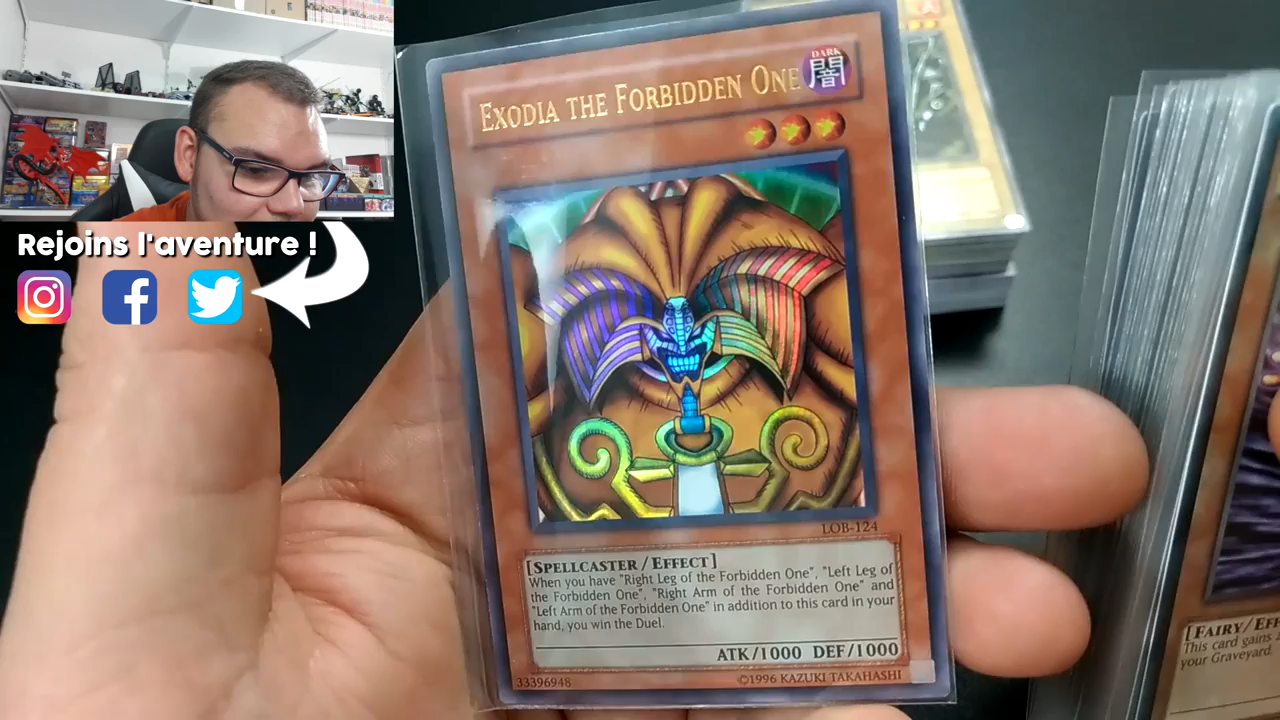 Rejoins l'aventure !
EXODIA THE FORBIDDEN ONE
DARK
闇
LOB-124
[SPELLCASTER/EFFECT]
When you have "Right Leg of the Forbidden One", "Left Leg of
the Forbidden One", "Right Arm of the Forbidden One" and
"Left Arm of the Forbidden One" in addition to this card in your
hand, you win the Duel.
ATK/1000 DEF/1000
33396948
©1996 KAZUKI TAKAHASHI
[FAIRY/EFF
This card gains
your Graveyard.